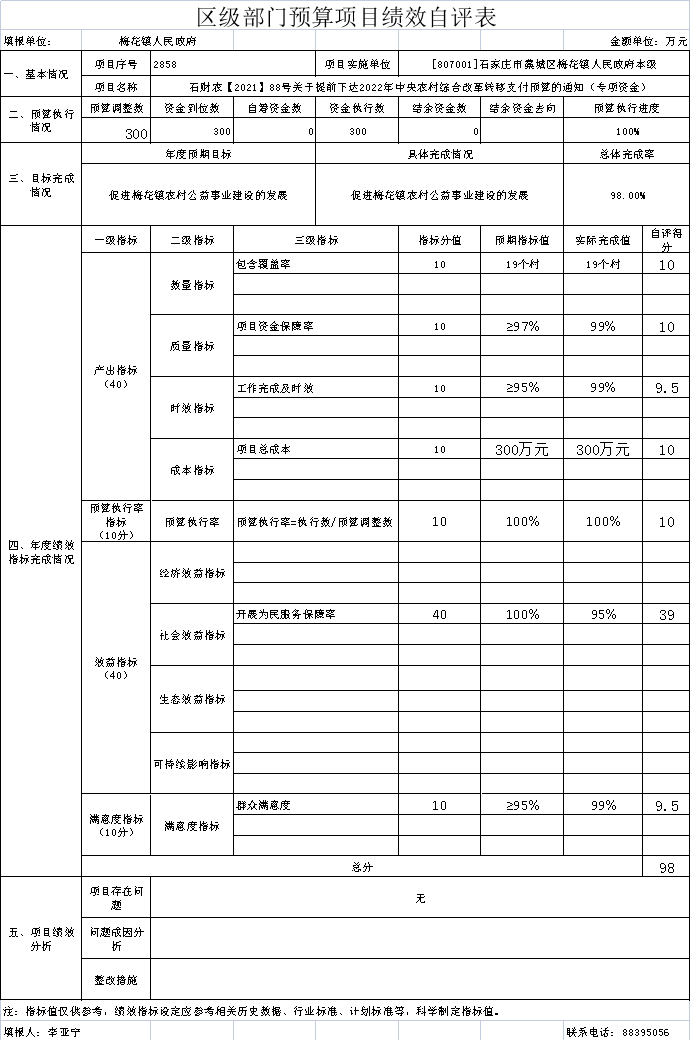 区级部门预算项目绩效自评表
填报单位： 梅花镇人民政府 金额单位：万元
一、基本情况 项目序号 2858 项目实施单位 [807001]石家庄市藁城区梅花镇人民政府本级
项目名称 石财农【2021】88号关于提前下达2022年中央农村综合改革转移支付预算的通知（专项资金）
二、预算执行情况 预算调整数 资金到位数 自筹资金数 资金执行数 结余资金数 结余资金去向 预算执行进度
300 300 0 300 0 100%
三、目标完成情况 年度预期目标 具体完成情况 总体完成率
促进梅花镇农村公益事业建设的发展 促进梅花镇农村公益事业建设的发展 98.00%
四、年度绩效指标完成情况 一级指标 二级指标 三级指标 指标分值 预期指标值 实际完成值 自评得分
产出指标（40） 数量指标 包含覆盖率 10 19个村 19个村 10
质量指标 项目资金保障率 10 ≥97% 99% 10
时效指标 工作完成及时效 10 ≥95% 99% 9.5
成本指标 项目总成本 10 300万元 300万元 10
预算执行率指标（10分） 预算执行率 预算执行率=执行数/预算调整数 10 100% 100% 10
效益指标（40） 经济效益指标
社会效益指标 开展为民服务保障率 40 100% 95% 39
生态效益指标
可持续影响指标
满意度指标（10分） 满意度指标 群众满意度 10 ≥95% 99% 9.5
总分 98
五、项目绩效分析 项目存在问题 无
问题成因分析
整改措施
注：指标值仅供参考，绩效指标设定应参考相关历史数据、行业标准、计划标准等，科学制定指标值。
填报人：李亚宁 联系电话：88395056